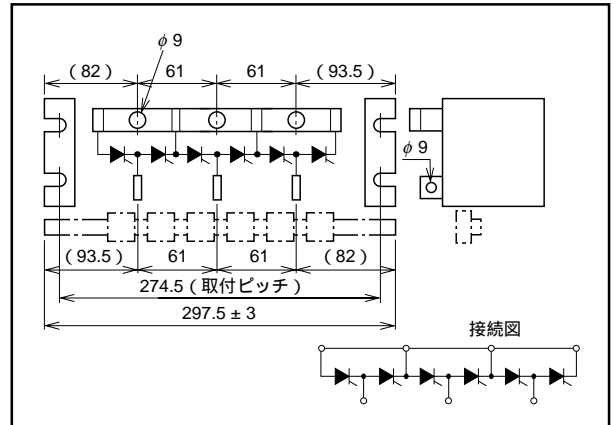 φ 9
(82) 61 61 (93.5)
φ 9
(93.5) 61 61 (82)
274.5 (取付ピッチ)
297.5 ± 3
接続図